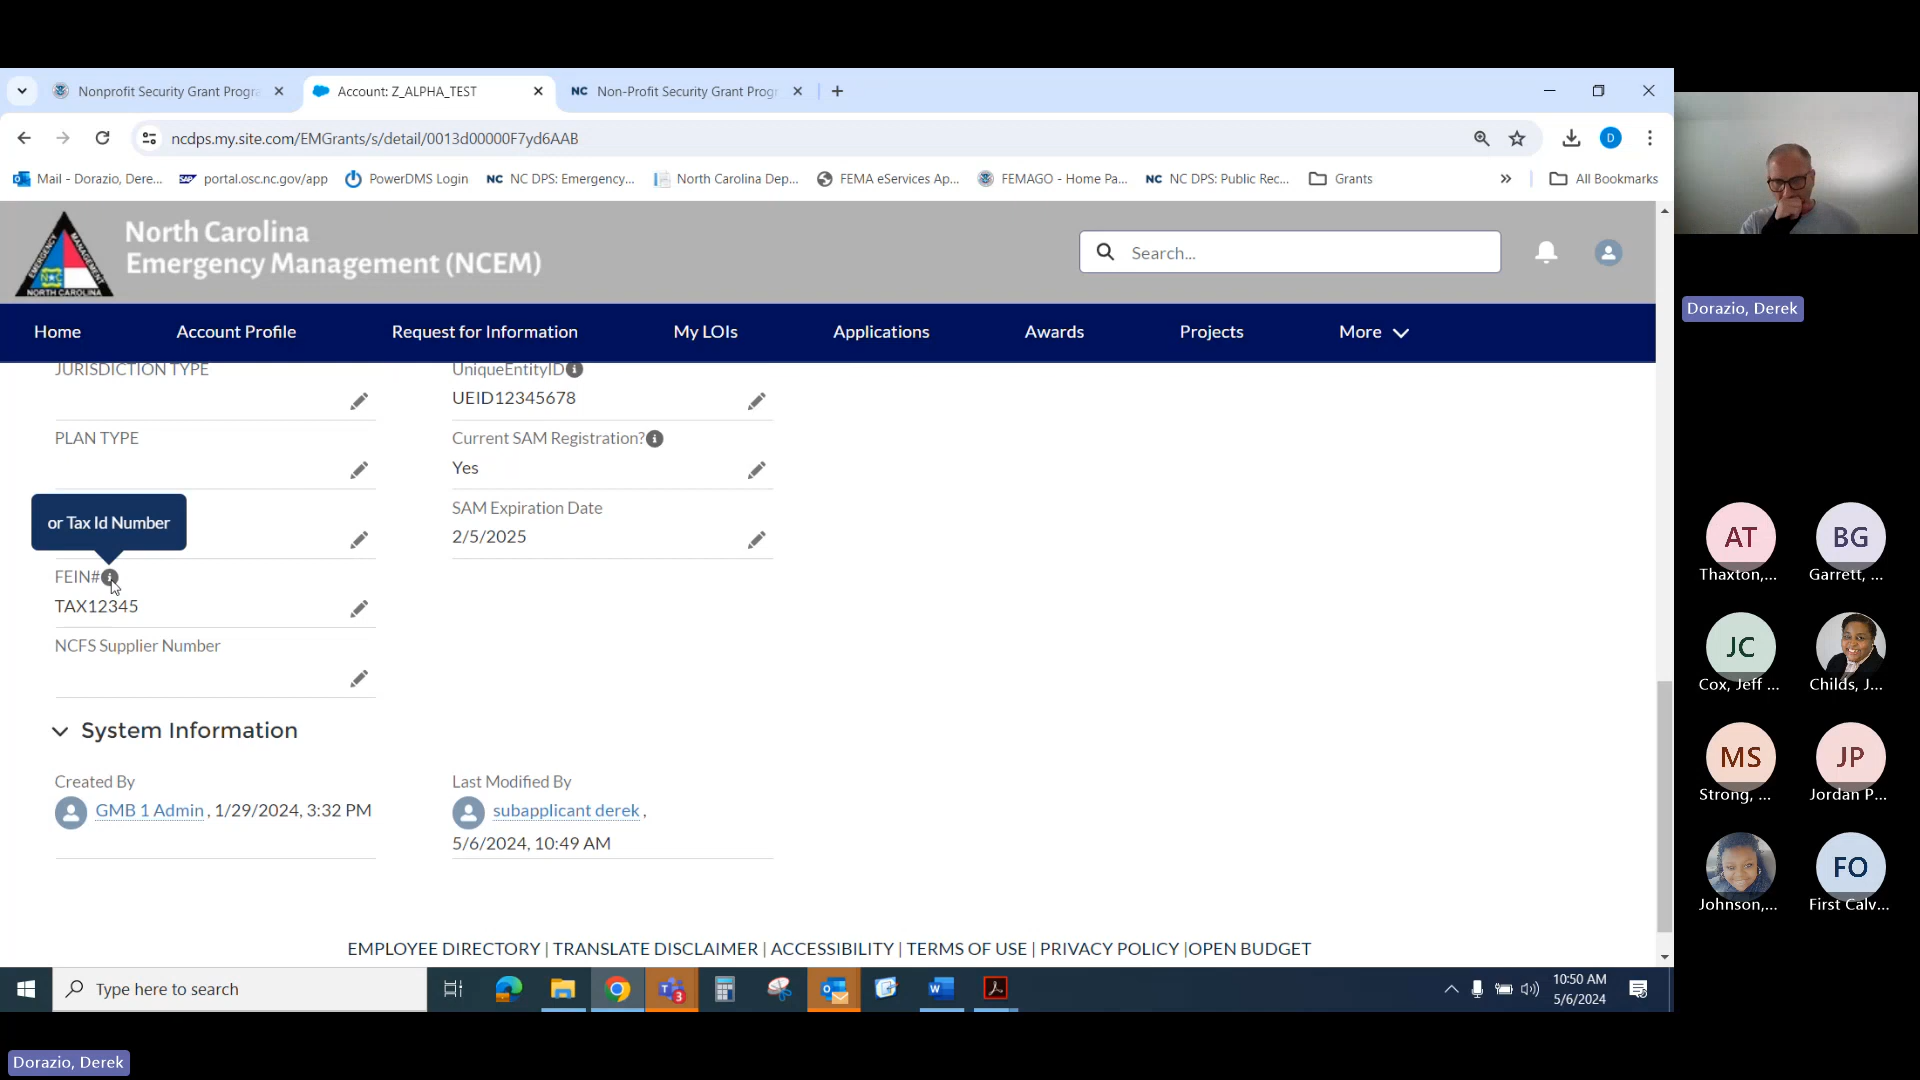 Nonprofit Security Grant Progra
Account: Z_ALPHA_TEST
NC Non-Profit Security Grant Progr
ncdps.my.site.com/EMGrants/s/detail/0013d00000F7yd6AAB
D
Mail - Dorazio, Dere...
SAP portal.osc.nc.gov/app
PowerDMS Login
NC NC DPS: Emergency...
North Carolina Dep...
FEMA eServices Ap...
FEMAGO - Home Pa...
NC NC DPS: Public Rec...
Grants
All Bookmarks
North Carolina
Emergency Management (NCEM)
EMERGENCY MANAGEMENT
NORTH CAROLINA
Search...
Home
Account Profile
Request for Information
My LOIs
Applications
Awards
Projects
More
JURISDICTION TYPE
UniqueEntityID
UEID12345678
PLAN TYPE
Current SAM Registration?
Yes
or Tax Id Number
SAM Expiration Date
2/5/2025
FEIN#
TAX12345
NCFS Supplier Number
System Information
Created By
GMB 1 Admin , 1/29/2024, 3:32 PM
Last Modified By
subapplicant derek ,
5/6/2024, 10:49 AM
EMPLOYEE DIRECTORY | TRANSLATE DISCLAIMER | ACCESSIBILITY | TERMS OF USE | PRIVACY POLICY |OPEN BUDGET
Type here to search
3
10:50 AM
5/6/2024
Dorazio, Derek
AT
Thaxton,...
BG
Garrett, ...
JC
Cox, Jeff ...
Childs, J...
MS
Strong, ...
JP
Jordan P...
Johnson,...
FO
First Calv...
Dorazio, Derek